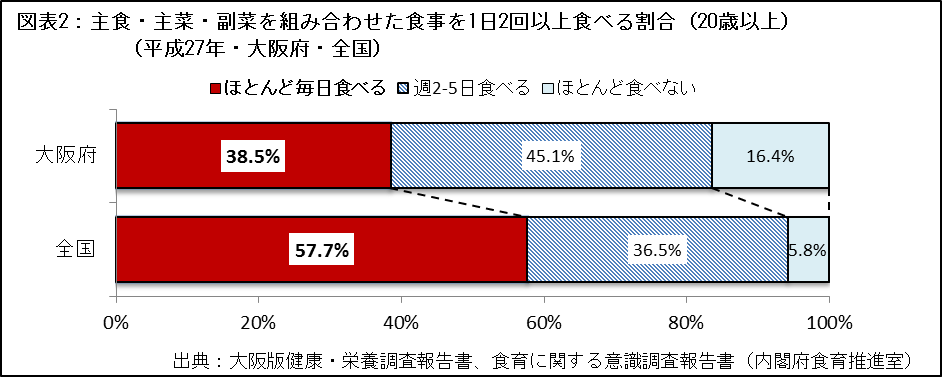 図表2：主食・主菜・副菜を組み合わせた食事を1日2回以上食べる割合（20歳以上）
（平成27年・大阪府・全国）
ほとんど毎日食べる 週2-5日食べる ほとんど食べない
大阪府 38.5% 45.1% 16.4%
全国 57.7% 36.5% 5.8%
0% 20% 40% 60% 80% 100%
出典：大阪版健康・栄養調査報告書、食育に関する意識調査報告書（内閣府食育推進室）